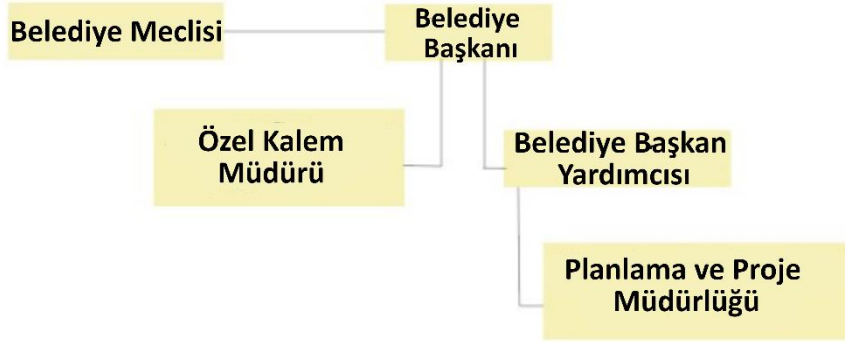 Belediye Meclisi
Belediye
Başkanı
Özel Kalem
Müdürü
Belediye Başkan
Yardımcısı
Planlama ve Proje
Müdürlüğü